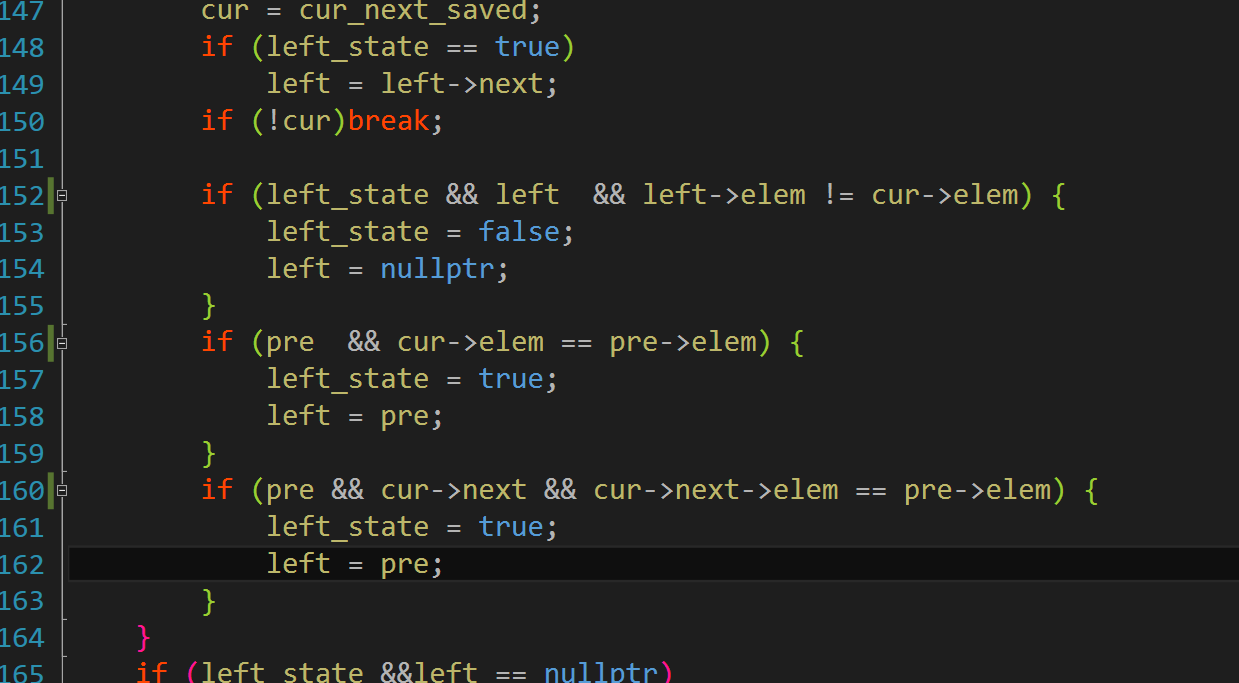 147 cur = cur_next_saved;
148 if (left_state == true)
149 left = left->next;
150 if (!cur)break;
151
152 if (left_state && left  && left->elem != cur->elem) {
153 left_state = false;
154 left = nullptr;
155 }
156 if (pre  && cur->elem == pre->elem) {
157 left_state = true;
158 left = pre;
159 }
160 if (pre && cur->next && cur->next->elem == pre->elem) {
161 left_state = true;
162 left = pre;
163 }
164 }
165 if (left_state &&left == nullptr)